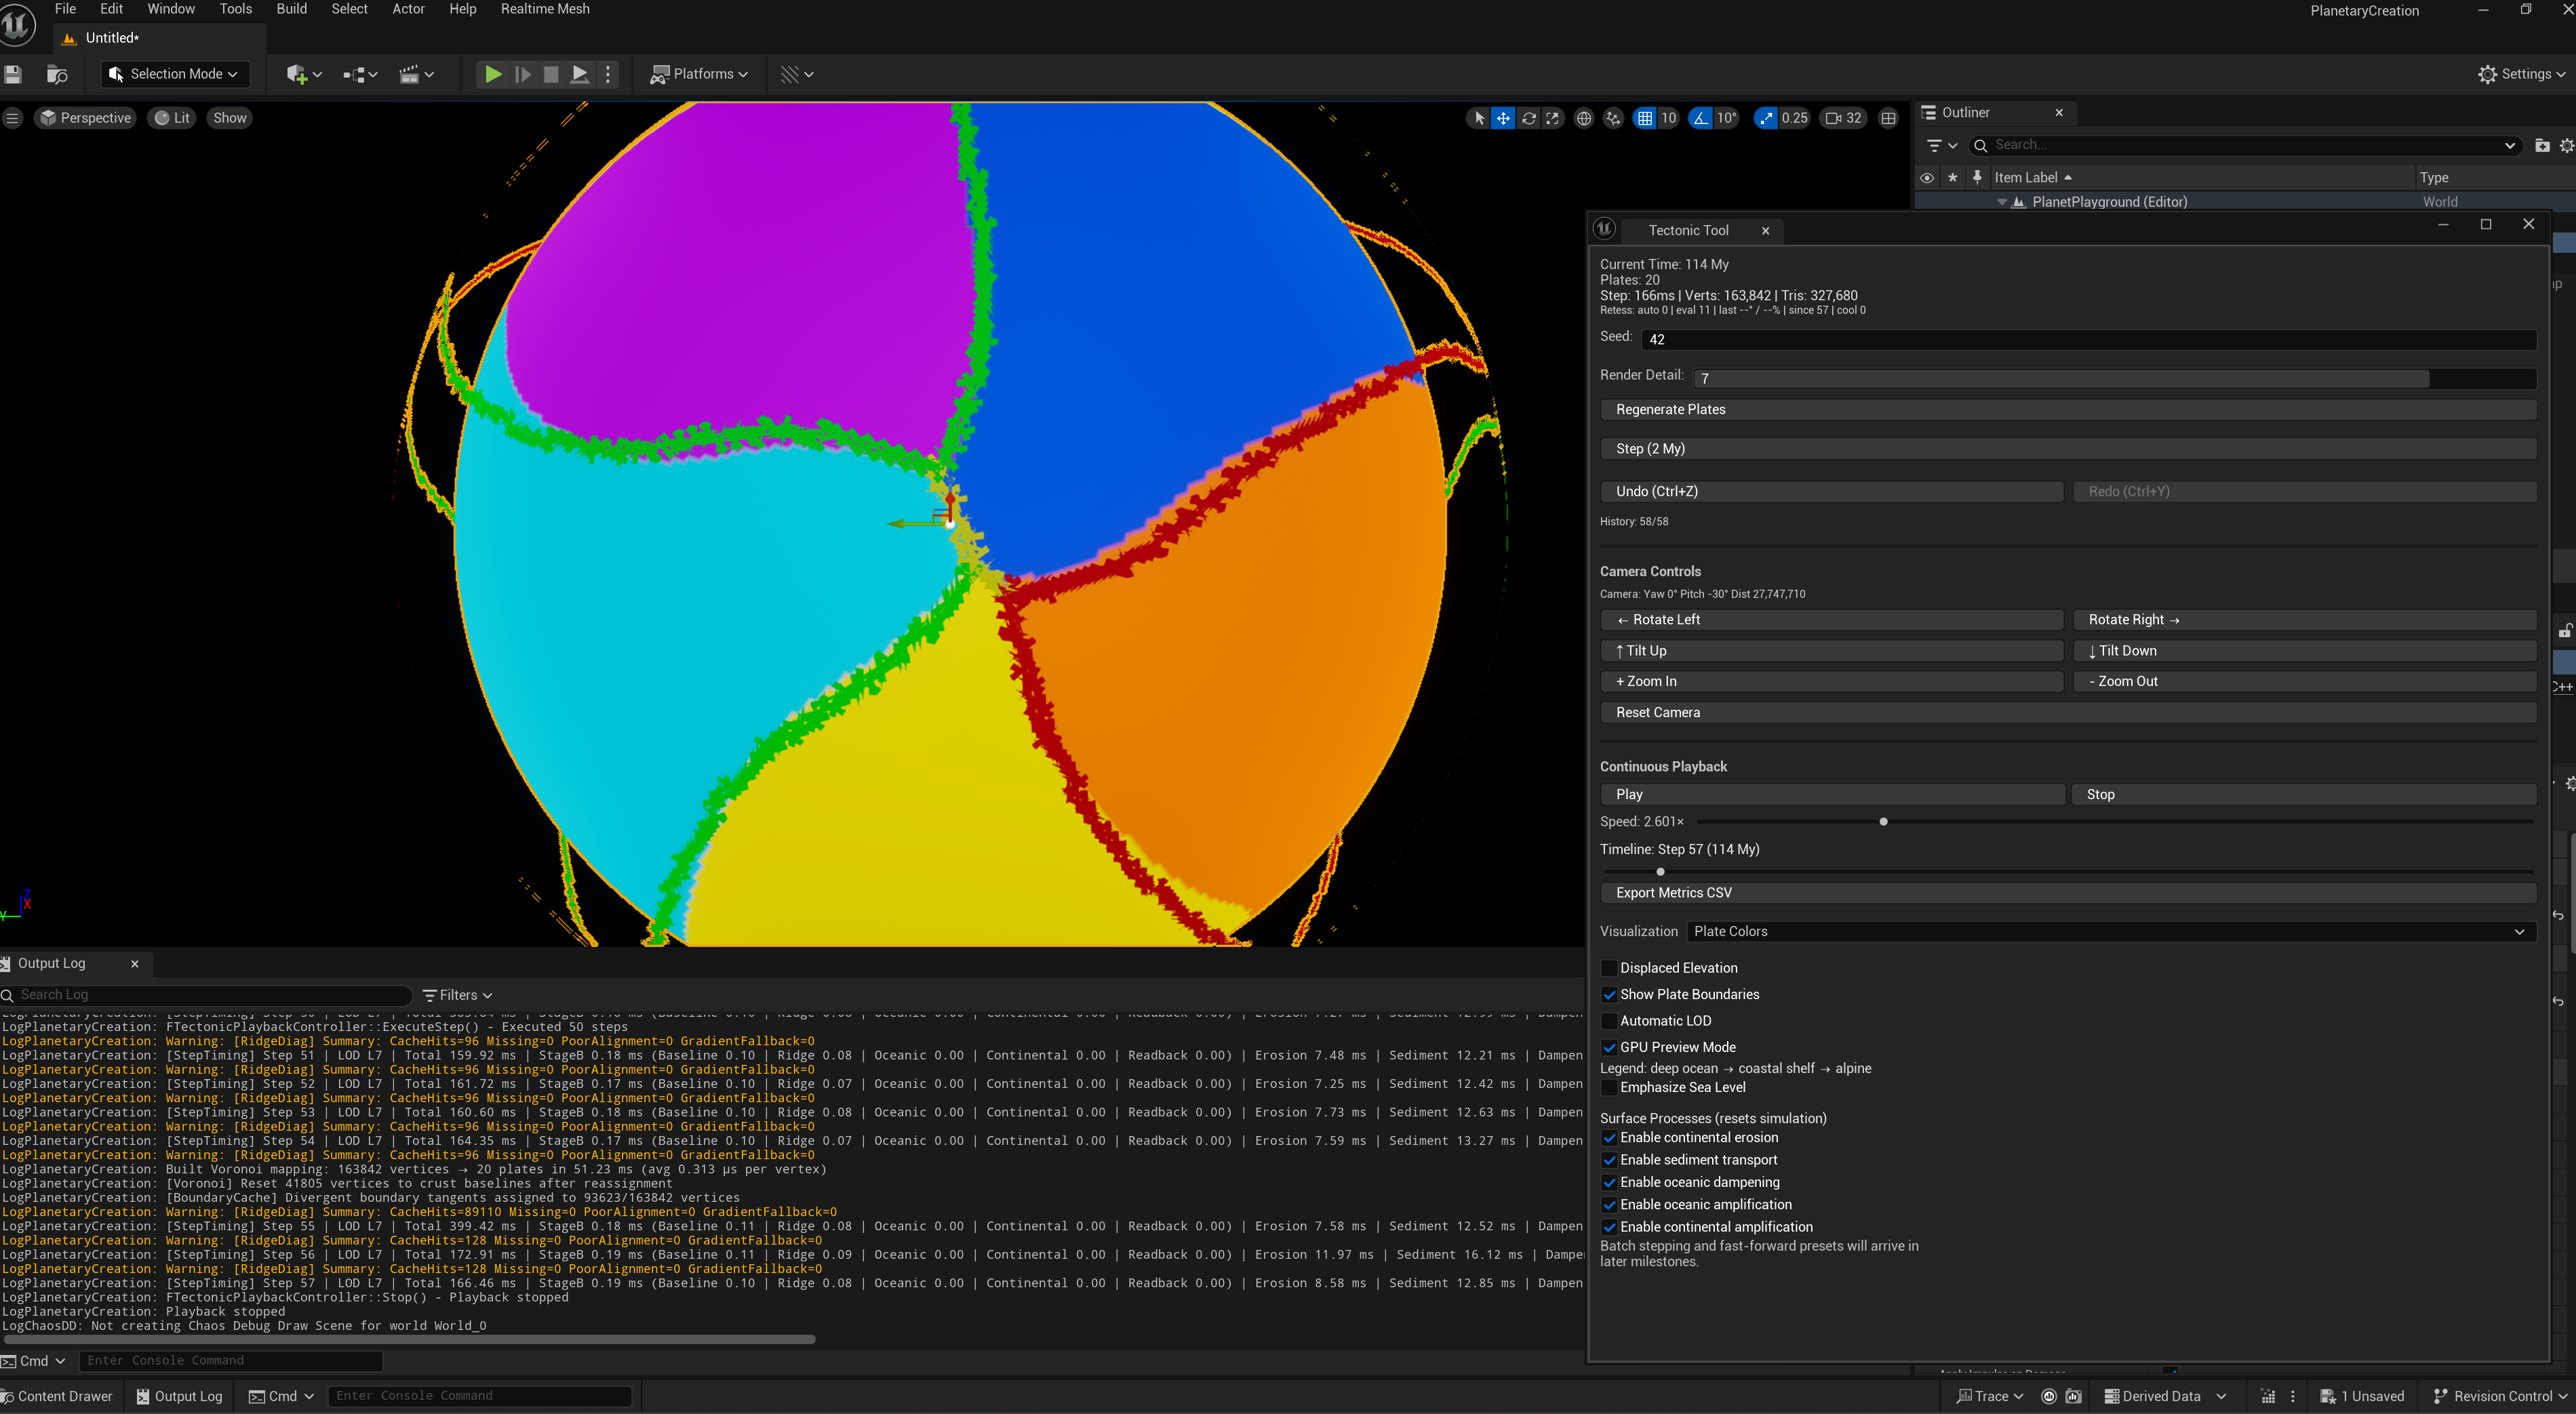 File Edit Window Tools Build Select Actor Help Realtime Mesh
PlanetaryCreation
Untitled*
Selection Mode
Platforms
Settings
Perspective Lit Show
10 10° 0.25 32
Outliner
Search...
Item Label Type
PlanetPlayground (Editor) World
Tectonic Tool
Current Time: 114 My
Plates: 20
Step: 166ms | Verts: 163,842 | Tris: 327,680
Retess: auto 0 | eval 11 | last --° / --% | since 57 | cool 0
Seed: 42
Render Detail: 7
Regenerate Plates
Step (2 My)
Undo (Ctrl+Z) Redo (Ctrl+Y)
History: 58/58
Camera Controls
Camera: Yaw 0° Pitch -30° Dist 27,747,710
← Rotate Left Rotate Right →
↑ Tilt Up ↓ Tilt Down
+ Zoom In - Zoom Out
Reset Camera
Continuous Playback
Play Stop
Speed: 2.601×
Timeline: Step 57 (114 My)
Export Metrics CSV
Visualization Plate Colors
Displaced Elevation
Show Plate Boundaries
Automatic LOD
GPU Preview Mode
Legend: deep ocean → coastal shelf → alpine
Emphasize Sea Level
Surface Processes (resets simulation)
Enable continental erosion
Enable sediment transport
Enable oceanic dampening
Enable oceanic amplification
Enable continental amplification
Batch stepping and fast-forward presets will arrive in
later milestones.
C++
Z
X
Y
Output Log
Search Log
Filters
LogPlanetaryCreation: FTectonicPlaybackController::ExecuteStep() - Executed 50 steps
LogPlanetaryCreation: Warning: [RidgeDiag] Summary: CacheHits=96 Missing=0 PoorAlignment=0 GradientFallback=0
LogPlanetaryCreation: [StepTiming] Step 51 | LOD L7 | Total 159.92 ms | StageB 0.18 ms (Baseline 0.10 | Ridge 0.08 | Oceanic 0.00 | Continental 0.00 | Readback 0.00) | Erosion 7.48 ms | Sediment 12.21 ms | Dampen
LogPlanetaryCreation: Warning: [RidgeDiag] Summary: CacheHits=96 Missing=0 PoorAlignment=0 GradientFallback=0
LogPlanetaryCreation: [StepTiming] Step 52 | LOD L7 | Total 161.72 ms | StageB 0.17 ms (Baseline 0.10 | Ridge 0.07 | Oceanic 0.00 | Continental 0.00 | Readback 0.00) | Erosion 7.25 ms | Sediment 12.42 ms | Dampen
LogPlanetaryCreation: Warning: [RidgeDiag] Summary: CacheHits=96 Missing=0 PoorAlignment=0 GradientFallback=0
LogPlanetaryCreation: [StepTiming] Step 53 | LOD L7 | Total 160.60 ms | StageB 0.18 ms (Baseline 0.10 | Ridge 0.08 | Oceanic 0.00 | Continental 0.00 | Readback 0.00) | Erosion 7.73 ms | Sediment 12.63 ms | Dampen
LogPlanetaryCreation: Warning: [RidgeDiag] Summary: CacheHits=96 Missing=0 PoorAlignment=0 GradientFallback=0
LogPlanetaryCreation: [StepTiming] Step 54 | LOD L7 | Total 164.35 ms | StageB 0.17 ms (Baseline 0.10 | Ridge 0.07 | Oceanic 0.00 | Continental 0.00 | Readback 0.00) | Erosion 7.59 ms | Sediment 13.27 ms | Dampen
LogPlanetaryCreation: Warning: [RidgeDiag] Summary: CacheHits=96 Missing=0 PoorAlignment=0 GradientFallback=0
LogPlanetaryCreation: Built Voronoi mapping: 163842 vertices → 20 plates in 51.23 ms (avg 0.313 μs per vertex)
LogPlanetaryCreation: [Voronoi] Reset 41805 vertices to crust baselines after reassignment
LogPlanetaryCreation: [BoundaryCache] Divergent boundary tangents assigned to 93623/163842 vertices
LogPlanetaryCreation: Warning: [RidgeDiag] Summary: CacheHits=89110 Missing=0 PoorAlignment=0 GradientFallback=0
LogPlanetaryCreation: [StepTiming] Step 55 | LOD L7 | Total 399.42 ms | StageB 0.18 ms (Baseline 0.11 | Ridge 0.08 | Oceanic 0.00 | Continental 0.00 | Readback 0.00) | Erosion 7.58 ms | Sediment 12.52 ms | Dampen
LogPlanetaryCreation: Warning: [RidgeDiag] Summary: CacheHits=128 Missing=0 PoorAlignment=0 GradientFallback=0
LogPlanetaryCreation: [StepTiming] Step 56 | LOD L7 | Total 172.91 ms | StageB 0.19 ms (Baseline 0.11 | Ridge 0.09 | Oceanic 0.00 | Continental 0.00 | Readback 0.00) | Erosion 11.97 ms | Sediment 16.12 ms | Dampe
LogPlanetaryCreation: Warning: [RidgeDiag] Summary: CacheHits=128 Missing=0 PoorAlignment=0 GradientFallback=0
LogPlanetaryCreation: [StepTiming] Step 57 | LOD L7 | Total 166.46 ms | StageB 0.19 ms (Baseline 0.10 | Ridge 0.08 | Oceanic 0.00 | Continental 0.00 | Readback 0.00) | Erosion 8.58 ms | Sediment 12.85 ms | Dampen
LogPlanetaryCreation: FTectonicPlaybackController::Stop() - Playback stopped
LogPlanetaryCreation: Playback stopped
LogChaosDD: Not creating Chaos Debug Draw Scene for world World_0
Cmd Enter Console Command
Content Drawer Output Log Cmd Enter Console Command
Trace Derived Data 1 Unsaved Revision Control